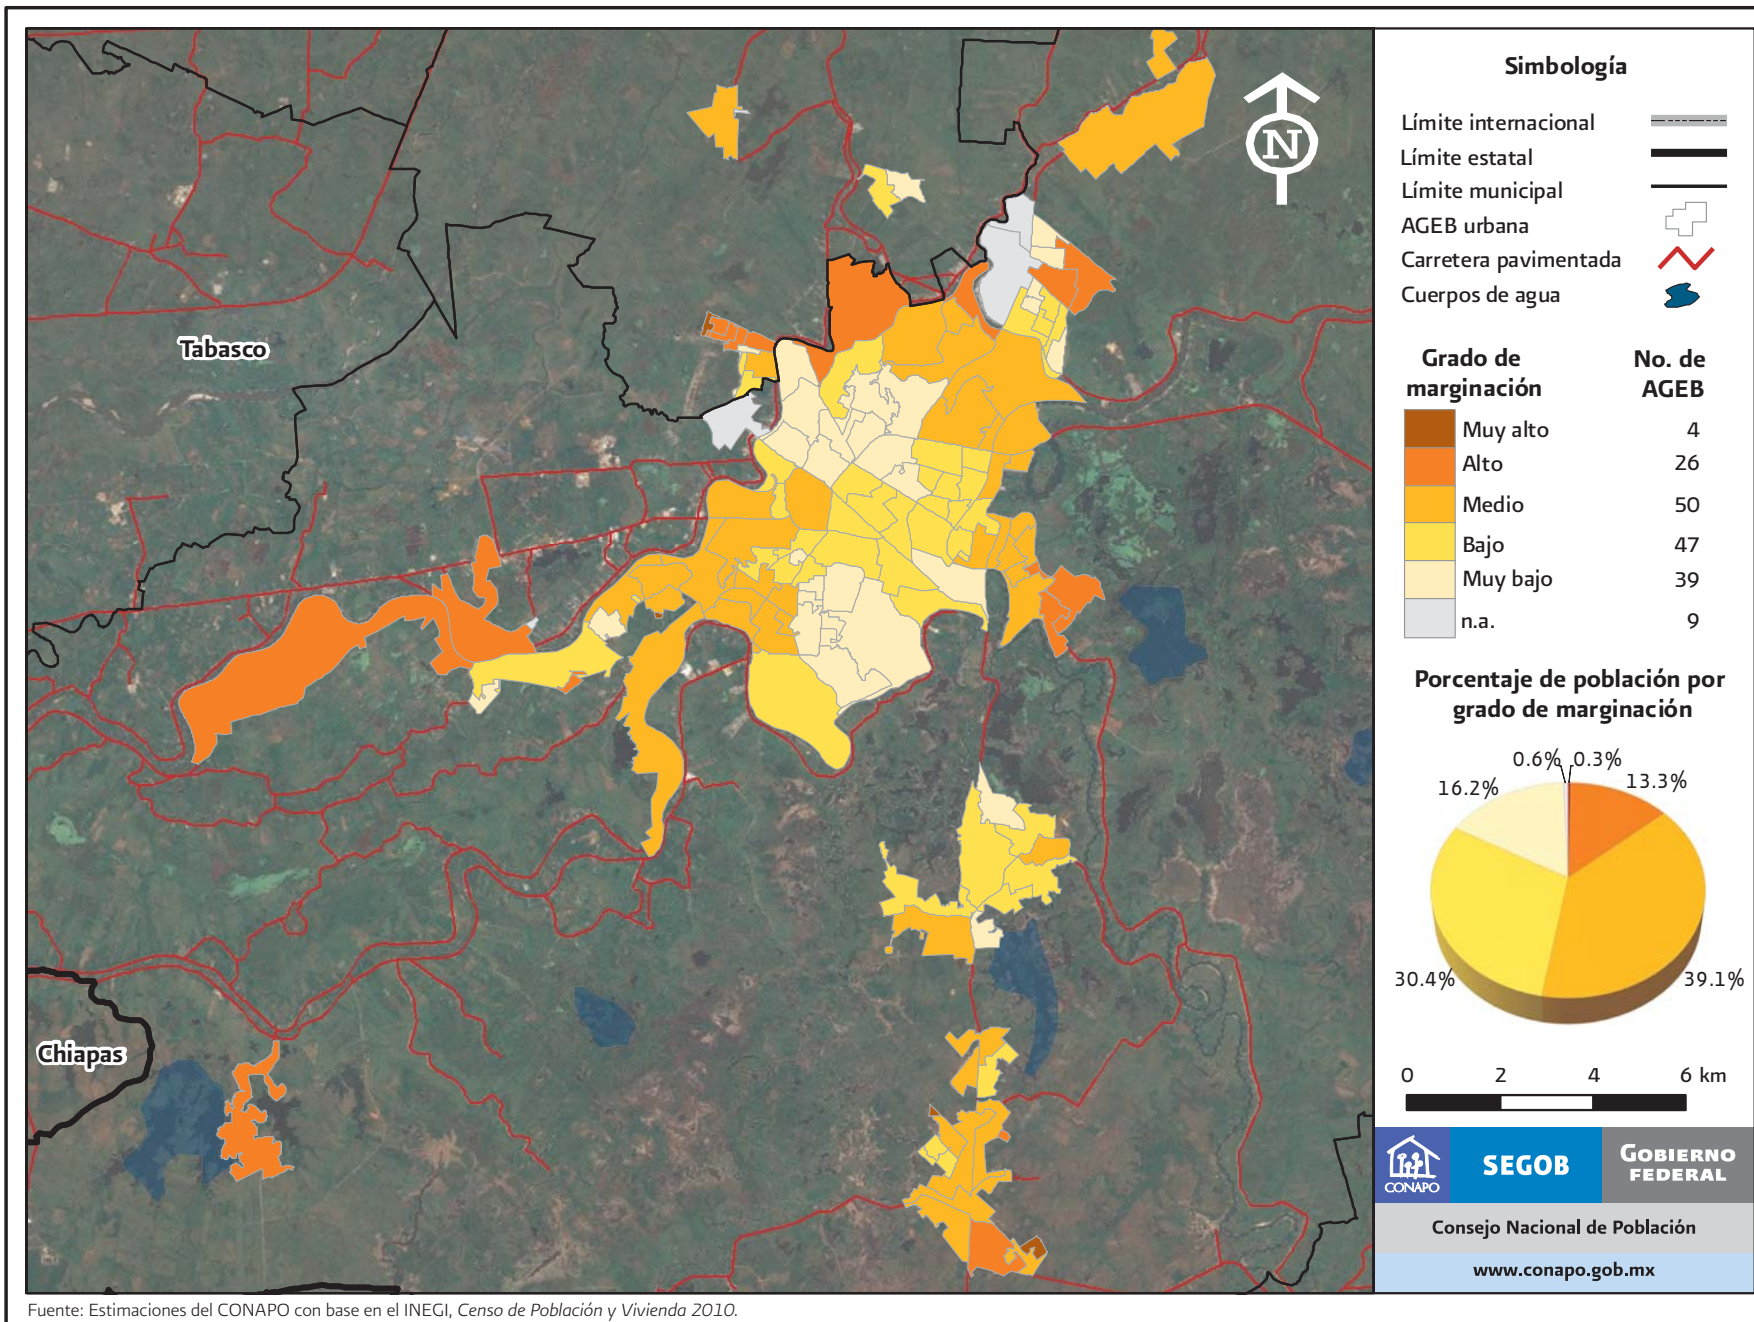 Tabasco
Chiapas
N
Simbología
Límite internacional
Límite estatal
Límite municipal
AGEB urbana
Carretera pavimentada
Cuerpos de agua
Grado de marginación
No. de AGEB
Muy alto 4
Alto 26
Medio 50
Bajo 47
Muy bajo 39
n.a. 9
Porcentaje de población por
grado de marginación
0.6% 0.3%
16.2% 13.3%
30.4% 39.1%
0 2 4 6 km
CONAPO
SEGOB
GOBIERNO
FEDERAL
Consejo Nacional de Población
www.conapo.gob.mx
Fuente: Estimaciones del CONAPO con base en el INEGI, Censo de Población y Vivienda 2010.